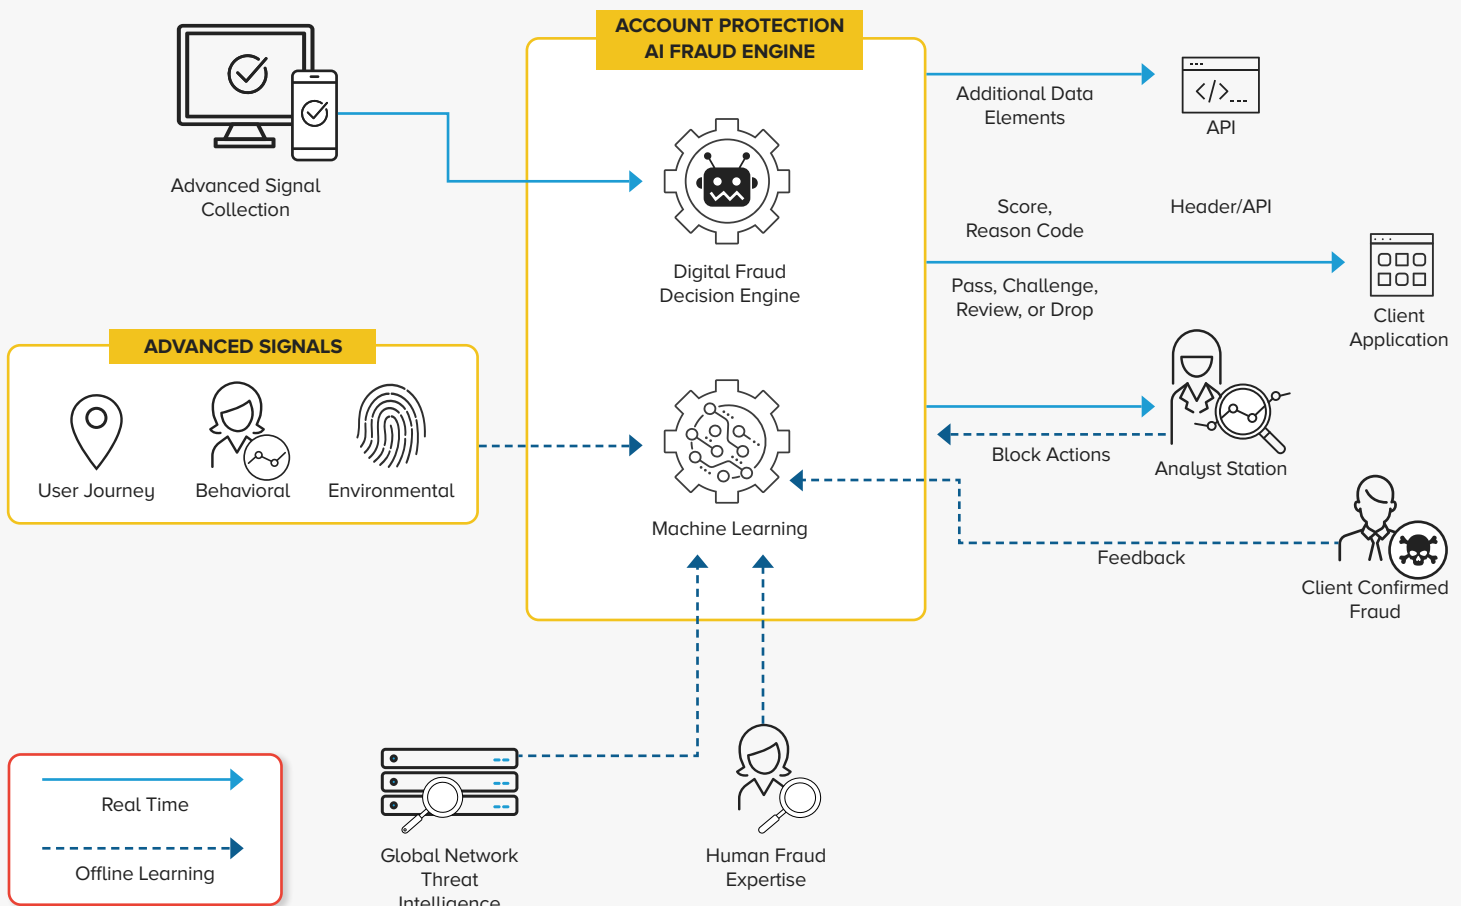 ACCOUNT PROTECTION
AI FRAUD ENGINE
Advanced Signal
Collection
Digital Fraud
Decision Engine
Additional Data
Elements
API
Score,
Reason Code
Header/API
Pass, Challenge,
Review, or Drop
Client
Application
ADVANCED SIGNALS
User Journey
Behavioral
Environmental
Machine Learning
Block Actions
Analyst Station
Feedback
Client Confirmed
Fraud
Real Time
Offline Learning
Global Network
Threat
Intelligence
Human Fraud
Expertise